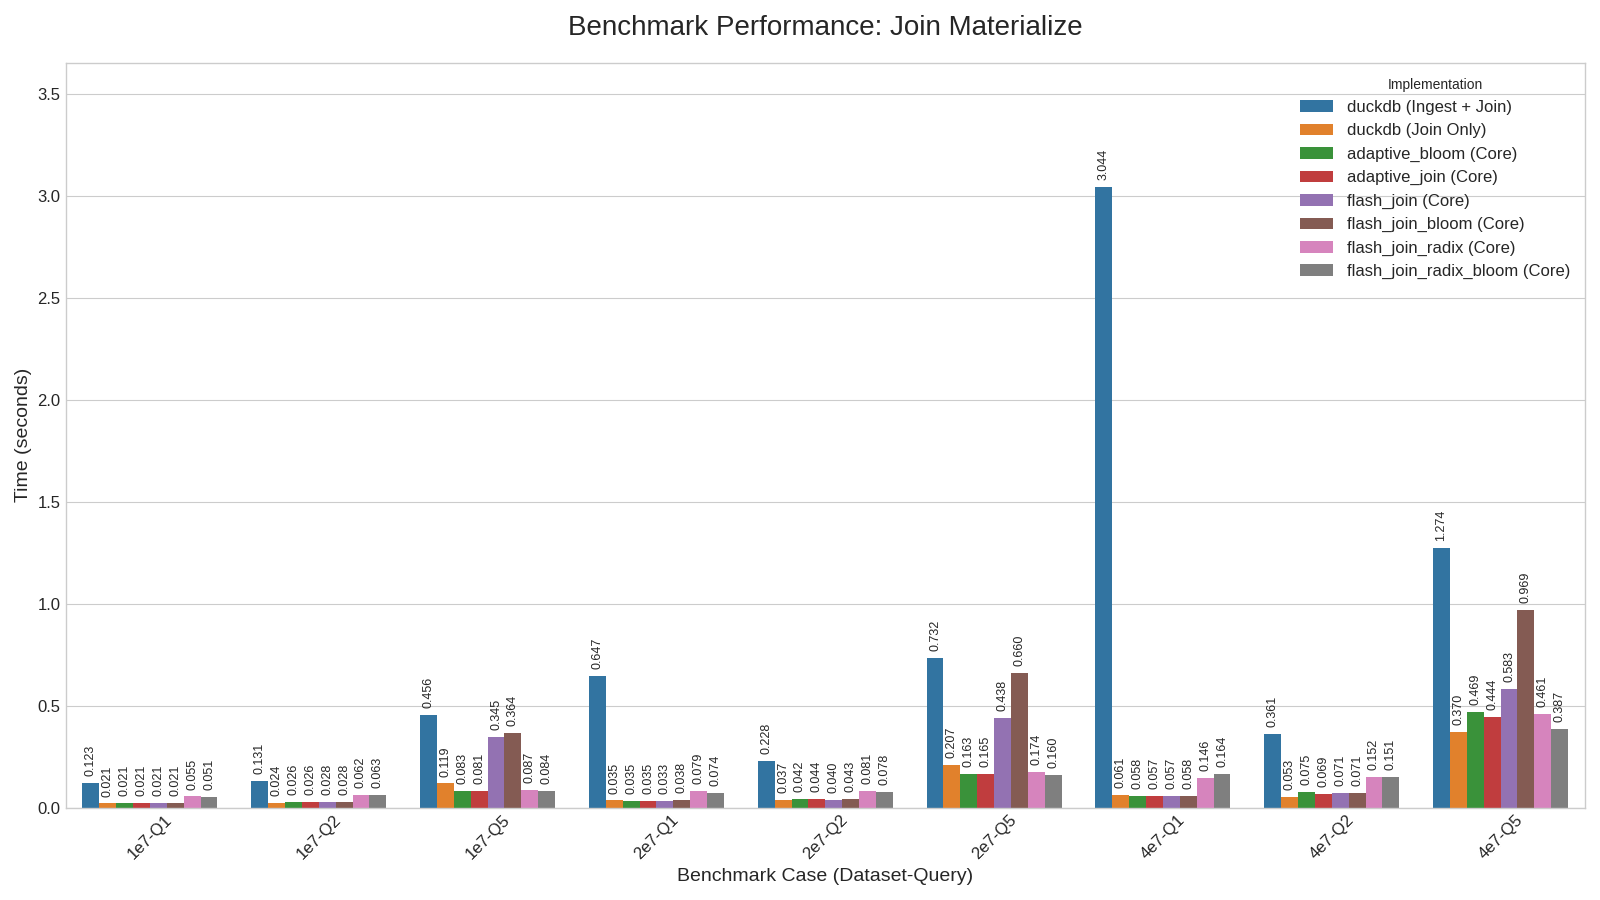 Benchmark Performance: Join Materialize
Time (seconds)
3.5
3.0
2.5
2.0
1.5
1.0
0.5
0.0
Implementation
duckdb (Ingest + Join)
duckdb (Join Only)
adaptive_bloom (Core)
adaptive_join (Core)
flash_join (Core)
flash_join_bloom (Core)
flash_join_radix (Core)
flash_join_radix_bloom (Core)
0.123 0.021 0.021 0.021 0.021 0.021 0.055 0.051
0.131 0.024 0.026 0.026 0.028 0.028 0.062 0.063
0.456 0.119 0.083 0.081 0.345 0.364 0.087 0.084
0.647 0.035 0.035 0.035 0.033 0.038 0.079 0.074
0.228 0.037 0.042 0.044 0.040 0.043 0.081 0.078
0.732 0.207 0.163 0.165 0.438 0.660 0.174 0.160
3.044 0.061 0.058 0.057 0.057 0.058 0.146 0.164
0.361 0.053 0.075 0.069 0.071 0.071 0.152 0.151
1.274 0.370 0.469 0.444 0.583 0.969 0.461 0.387
1e7-Q1
1e7-Q2
1e7-Q5
2e7-Q1
2e7-Q2
2e7-Q5
4e7-Q1
4e7-Q2
4e7-Q5
Benchmark Case (Dataset-Query)